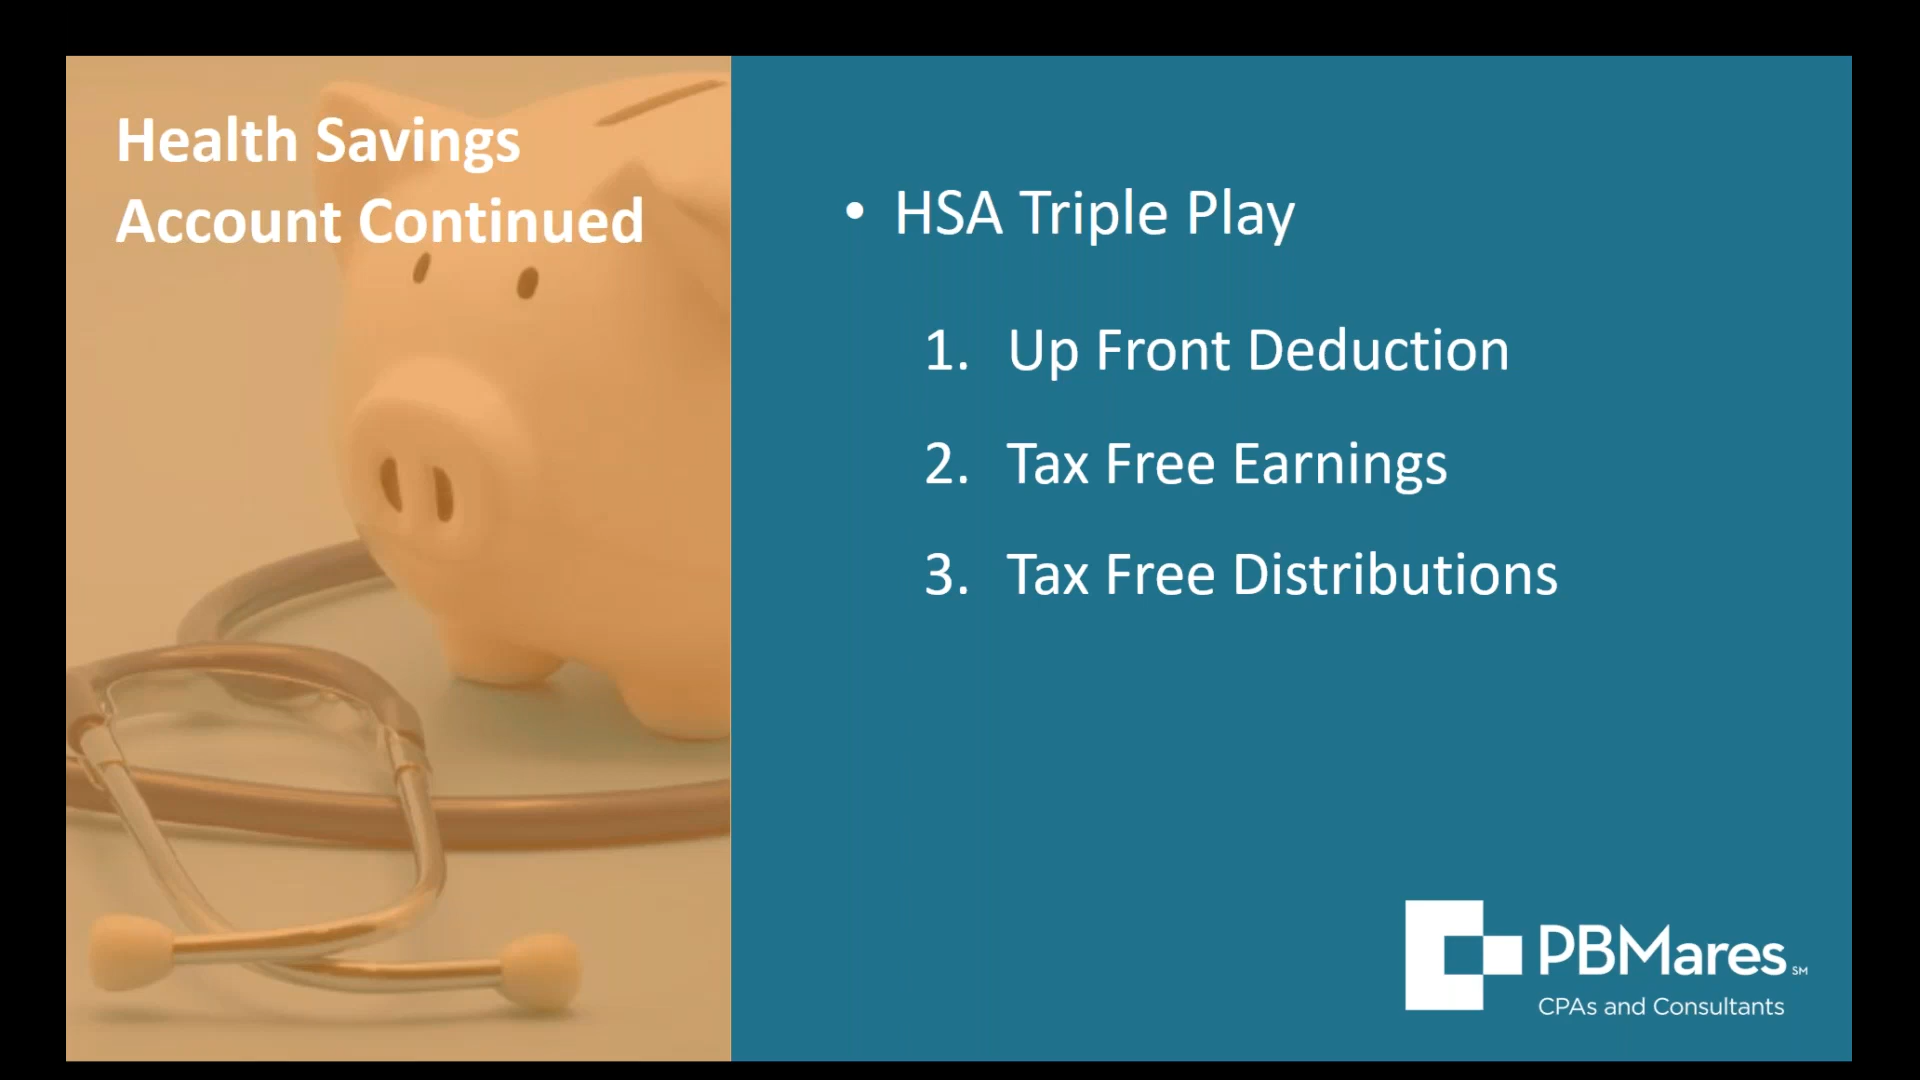 Health Savings
Account Continued
• HSA Triple Play
1. Up Front Deduction
2. Tax Free Earnings
3. Tax Free Distributions
PBMares SM
CPAs and Consultants